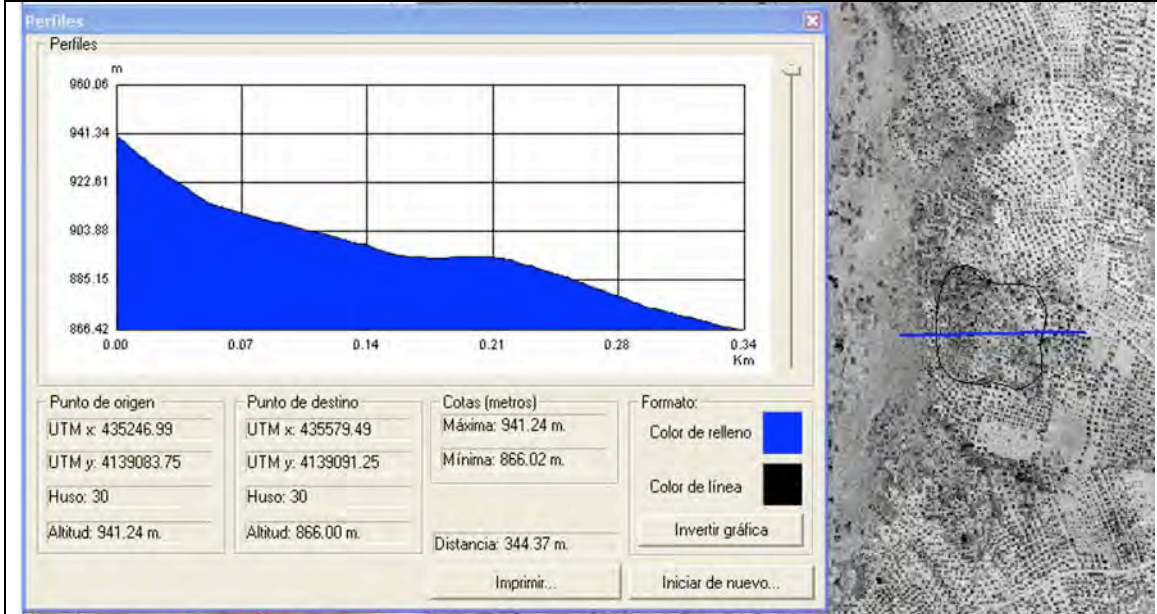 Perfiles
Perfiles
m
960.06
941.34
922.61
903.88
885.15
866.42
0.00 0.07 0.14 0.21 0.28 0.34
Km
Punto de origen
UTM x: 435246.99
UTM y: 4139083.75
Huso: 30
Altitud: 941.24 m.
Punto de destino
UTM x: 435579.49
UTM y: 4139091.25
Huso: 30
Altitud: 866.00 m.
Cotas (metros)
Máxima: 941.24 m.
Mínima: 866.02 m.
Distancia: 344.37 m.
Formato:
Color de relleno
Color de línea
Invertir gráfica
Imprimir...
Iniciar de nuevo...